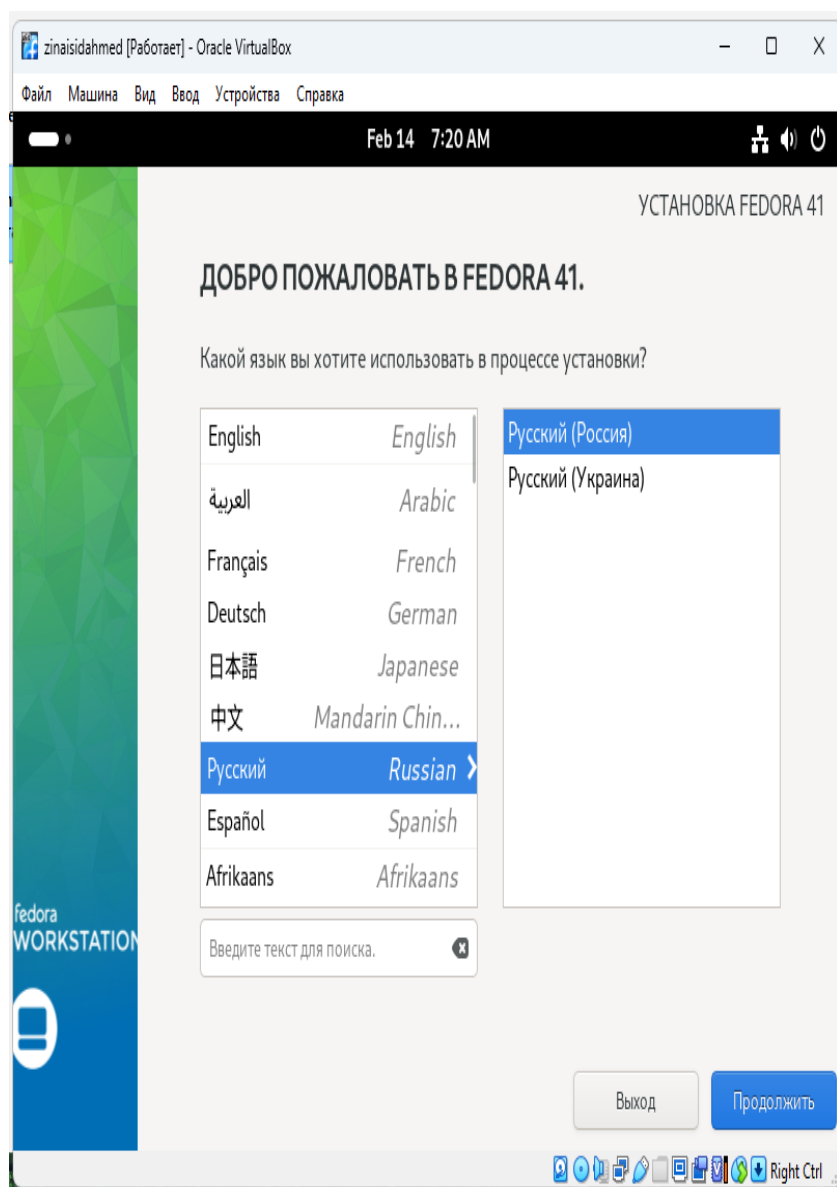 zinaisidahmed [Работает] - Oracle VirtualBox
Файл Машина Вид Ввод Устройства Справка
Feb 14 7:20 AM
УСТАНОВКА FEDORA 41
ДОБРО ПОЖАЛОВАТЬ В FEDORA 41.
Какой язык вы хотите использовать в процессе установки?
English English
العربية Arabic
Français French
Deutsch German
日本語 Japanese
中文 Mandarin Chin...
Русский Russian
Español Spanish
Afrikaans Afrikaans
Русский (Россия)
Русский (Украина)
Введите текст для поиска.
fedora
WORKSTATION
Выход Продолжить
Right Ctrl